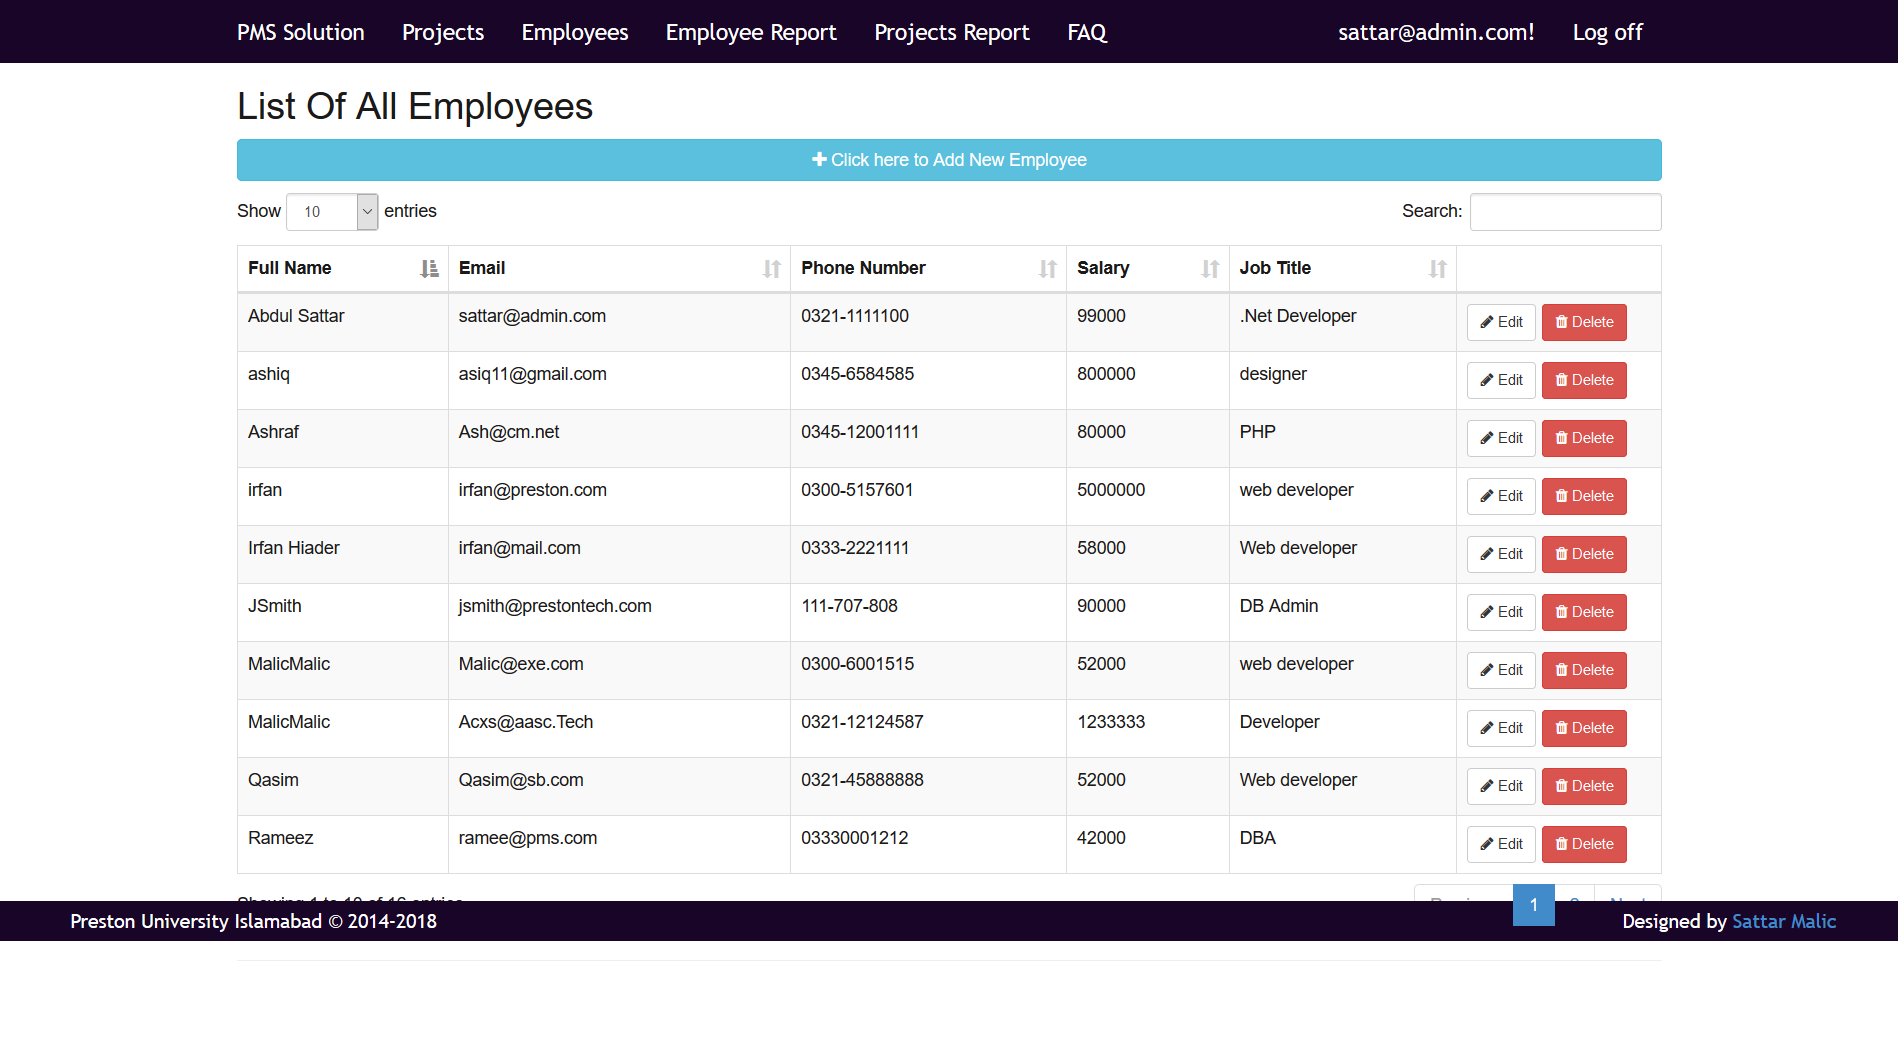 PMS Solution Projects Employees Employee Report Projects Report FAQ sattar@admin.com! Log off
List Of All Employees
Click here to Add New Employee
Show 10 entries Search:
Full Name Email Phone Number Salary Job Title
Abdul Sattar sattar@admin.com 0321-1111100 99000 .Net Developer Edit Delete
ashiq asiq11@gmail.com 0345-6584585 800000 designer Edit Delete
Ashraf Ash@cm.net 0345-12001111 80000 PHP Edit Delete
irfan irfan@preston.com 0300-5157601 5000000 web developer Edit Delete
Irfan Hiader irfan@mail.com 0333-2221111 58000 Web developer Edit Delete
JSmith jsmith@prestontech.com 111-707-808 90000 DB Admin Edit Delete
MalicMalic Malic@exe.com 0300-6001515 52000 web developer Edit Delete
MalicMalic Acxs@aasc.Tech 0321-12124587 1233333 Developer Edit Delete
Qasim Qasim@sb.com 0321-45888888 52000 Web developer Edit Delete
Rameez ramee@pms.com 03330001212 42000 DBA Edit Delete
1
Preston University Islamabad © 2014-2018 Designed by Sattar Malic